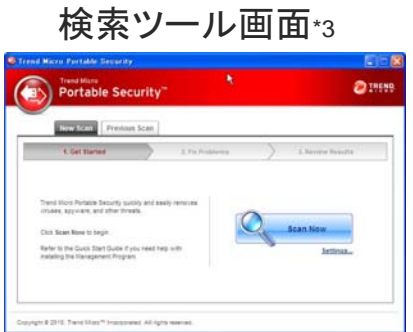 検索ツール画面*3
Trend Micro Portable Security
Trend Micro
Portable Security™
TREND
MICRO
New Scan
Previous Scan
1. Get Started
2. Fix Problems
3. Review Results
Trend Micro Portable Security quickly and easily removes
viruses, spyware, and other threats.
Click Scan Now to begin.
Refer to the Quick Start Guide if you need help with
installing the Management Program.
Scan Now
Settings...
Copyright © 2010, Trend Micro™ Incorporated. All rights reserved.